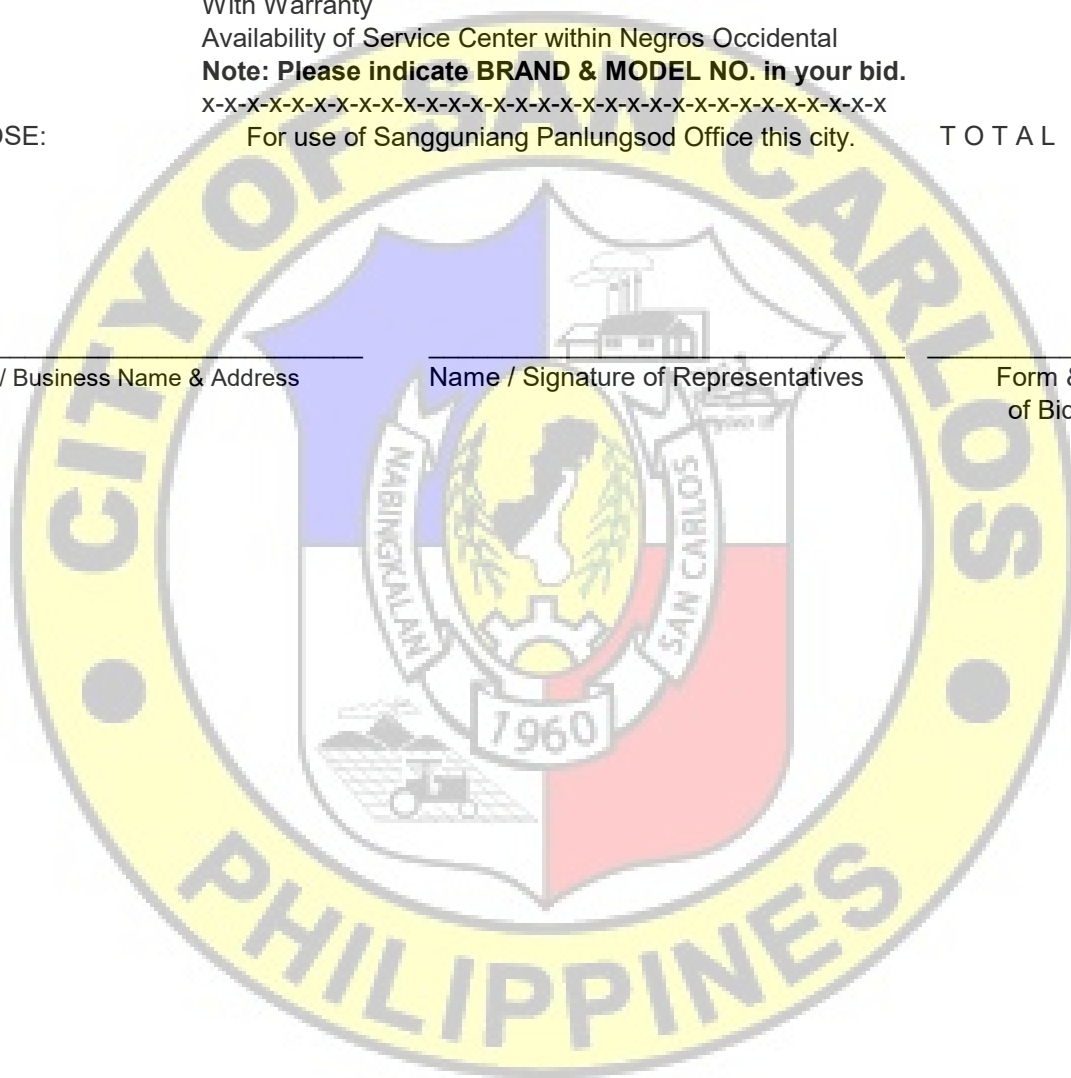 With Warranty
Availability of Service Center within Negros Occidental
Note: Please indicate BRAND & MODEL NO. in your bid.
x-x-x-x-x-x-x-x-x-x-x-x-x-x-x-x-x-x-x-x-x-x-x-x-x-x-x-x-x-x-x
OSE: For use of Sangguniang Panlungsod Office this city. T O T A L
/ Business Name & Address Name / Signature of Representatives Form &
of Bid
CITY OF SAN CARLOS
NABINGKALAN
SAN CARLOS
1960
PHILIPPINES